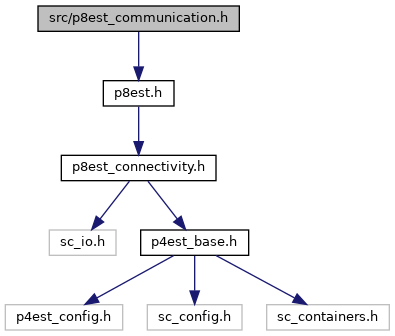 src/p8est_communication.h
p8est.h
p8est_connectivity.h
sc_io.h
p4est_base.h
p4est_config.h
sc_config.h
sc_containers.h